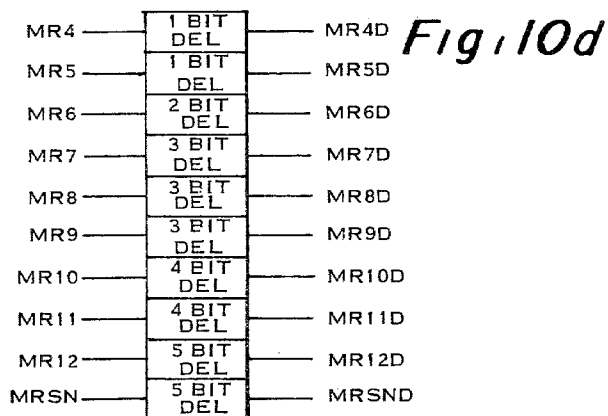 Fig. 10d
MR4 1 BIT DEL MR4D
MR5 1 BIT DEL MR5D
MR6 2 BIT DEL MR6D
MR7 3 BIT DEL MR7D
MR8 3 BIT DEL MR8D
MR9 3 BIT DEL MR9D
MR10 4 BIT DEL MR10D
MR11 4 BIT DEL MR11D
MR12 5 BIT DEL MR12D
MRSN 5 BIT DEL MRSND